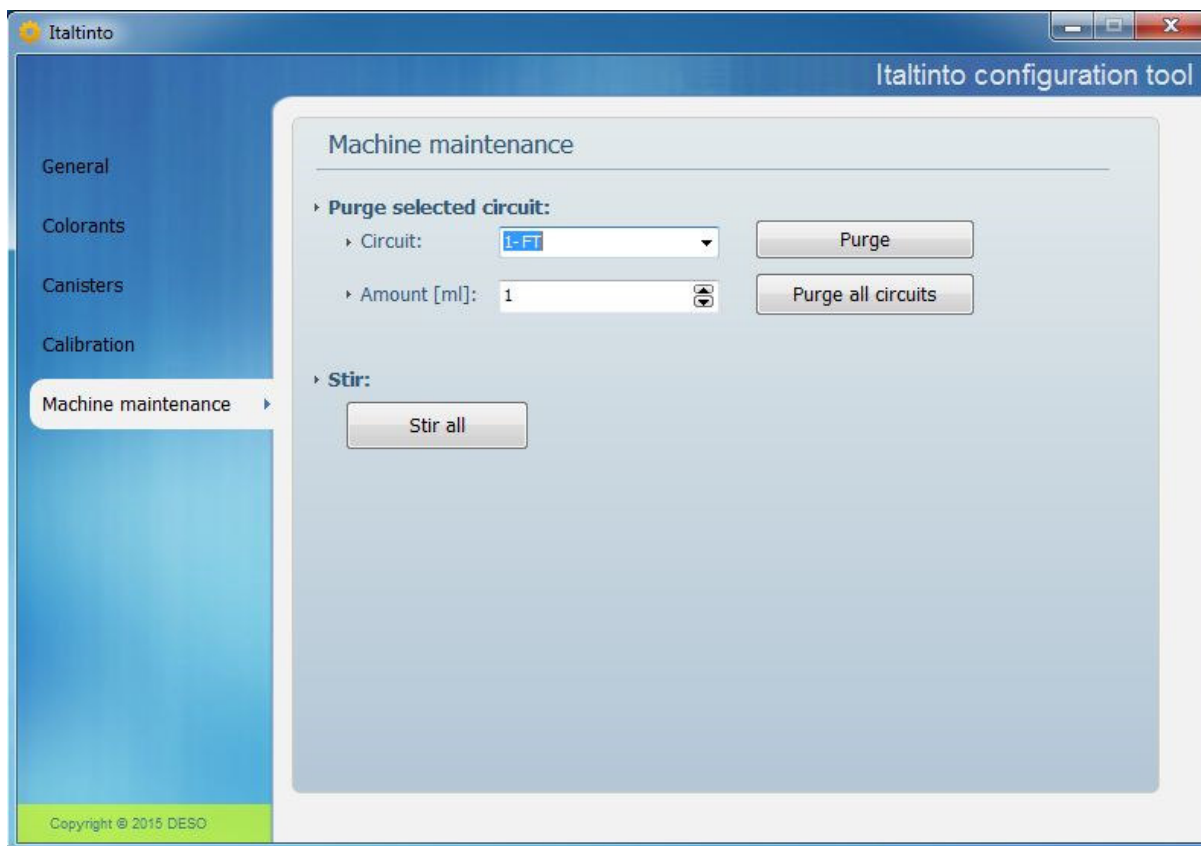 Italtinto
Italtinto configuration tool
General
Colorants
Canisters
Calibration
Machine maintenance
Copyright © 2015 DESO
Machine maintenance
Purge selected circuit:
Circuit: 1- FT Purge
Amount [ml]: 1 Purge all circuits
Stir:
Stir all